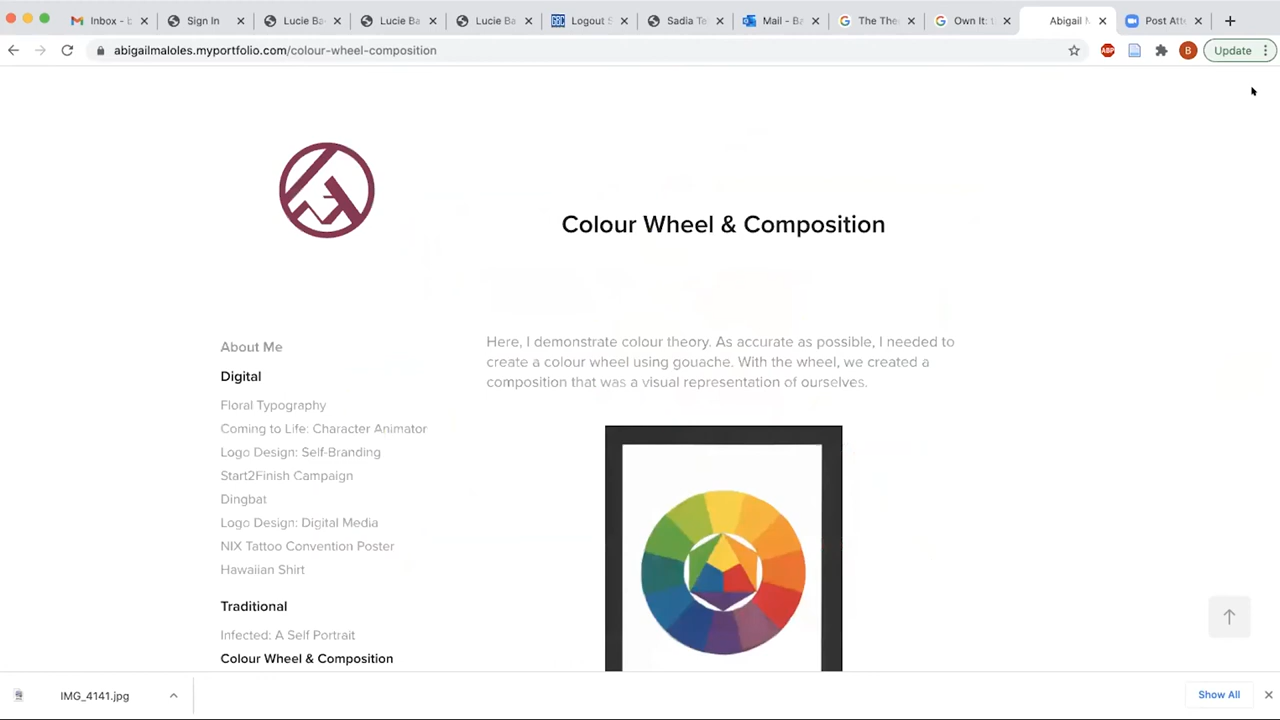 Inbox - b
Sign In
Lucie Ba
Lucie Ba
Lucie Ba
Logout S
Sadia Te
Mail - Ba
The The
Own It: U
Abigail M
Post Atte
abigailmaloles.myportfolio.com/colour-wheel-composition
ABP
B
Update
Colour Wheel & Composition
About Me
Digital
Floral Typography
Coming to Life: Character Animator
Logo Design: Self-Branding
Start2Finish Campaign
Dingbat
Logo Design: Digital Media
NIX Tattoo Convention Poster
Hawaiian Shirt
Traditional
Infected: A Self Portrait
Colour Wheel & Composition
Here, I demonstrate colour theory. As accurate as possible, I needed to
create a colour wheel using gouache. With the wheel, we created a
composition that was a visual representation of ourselves.
IMG_4141.jpg
Show All